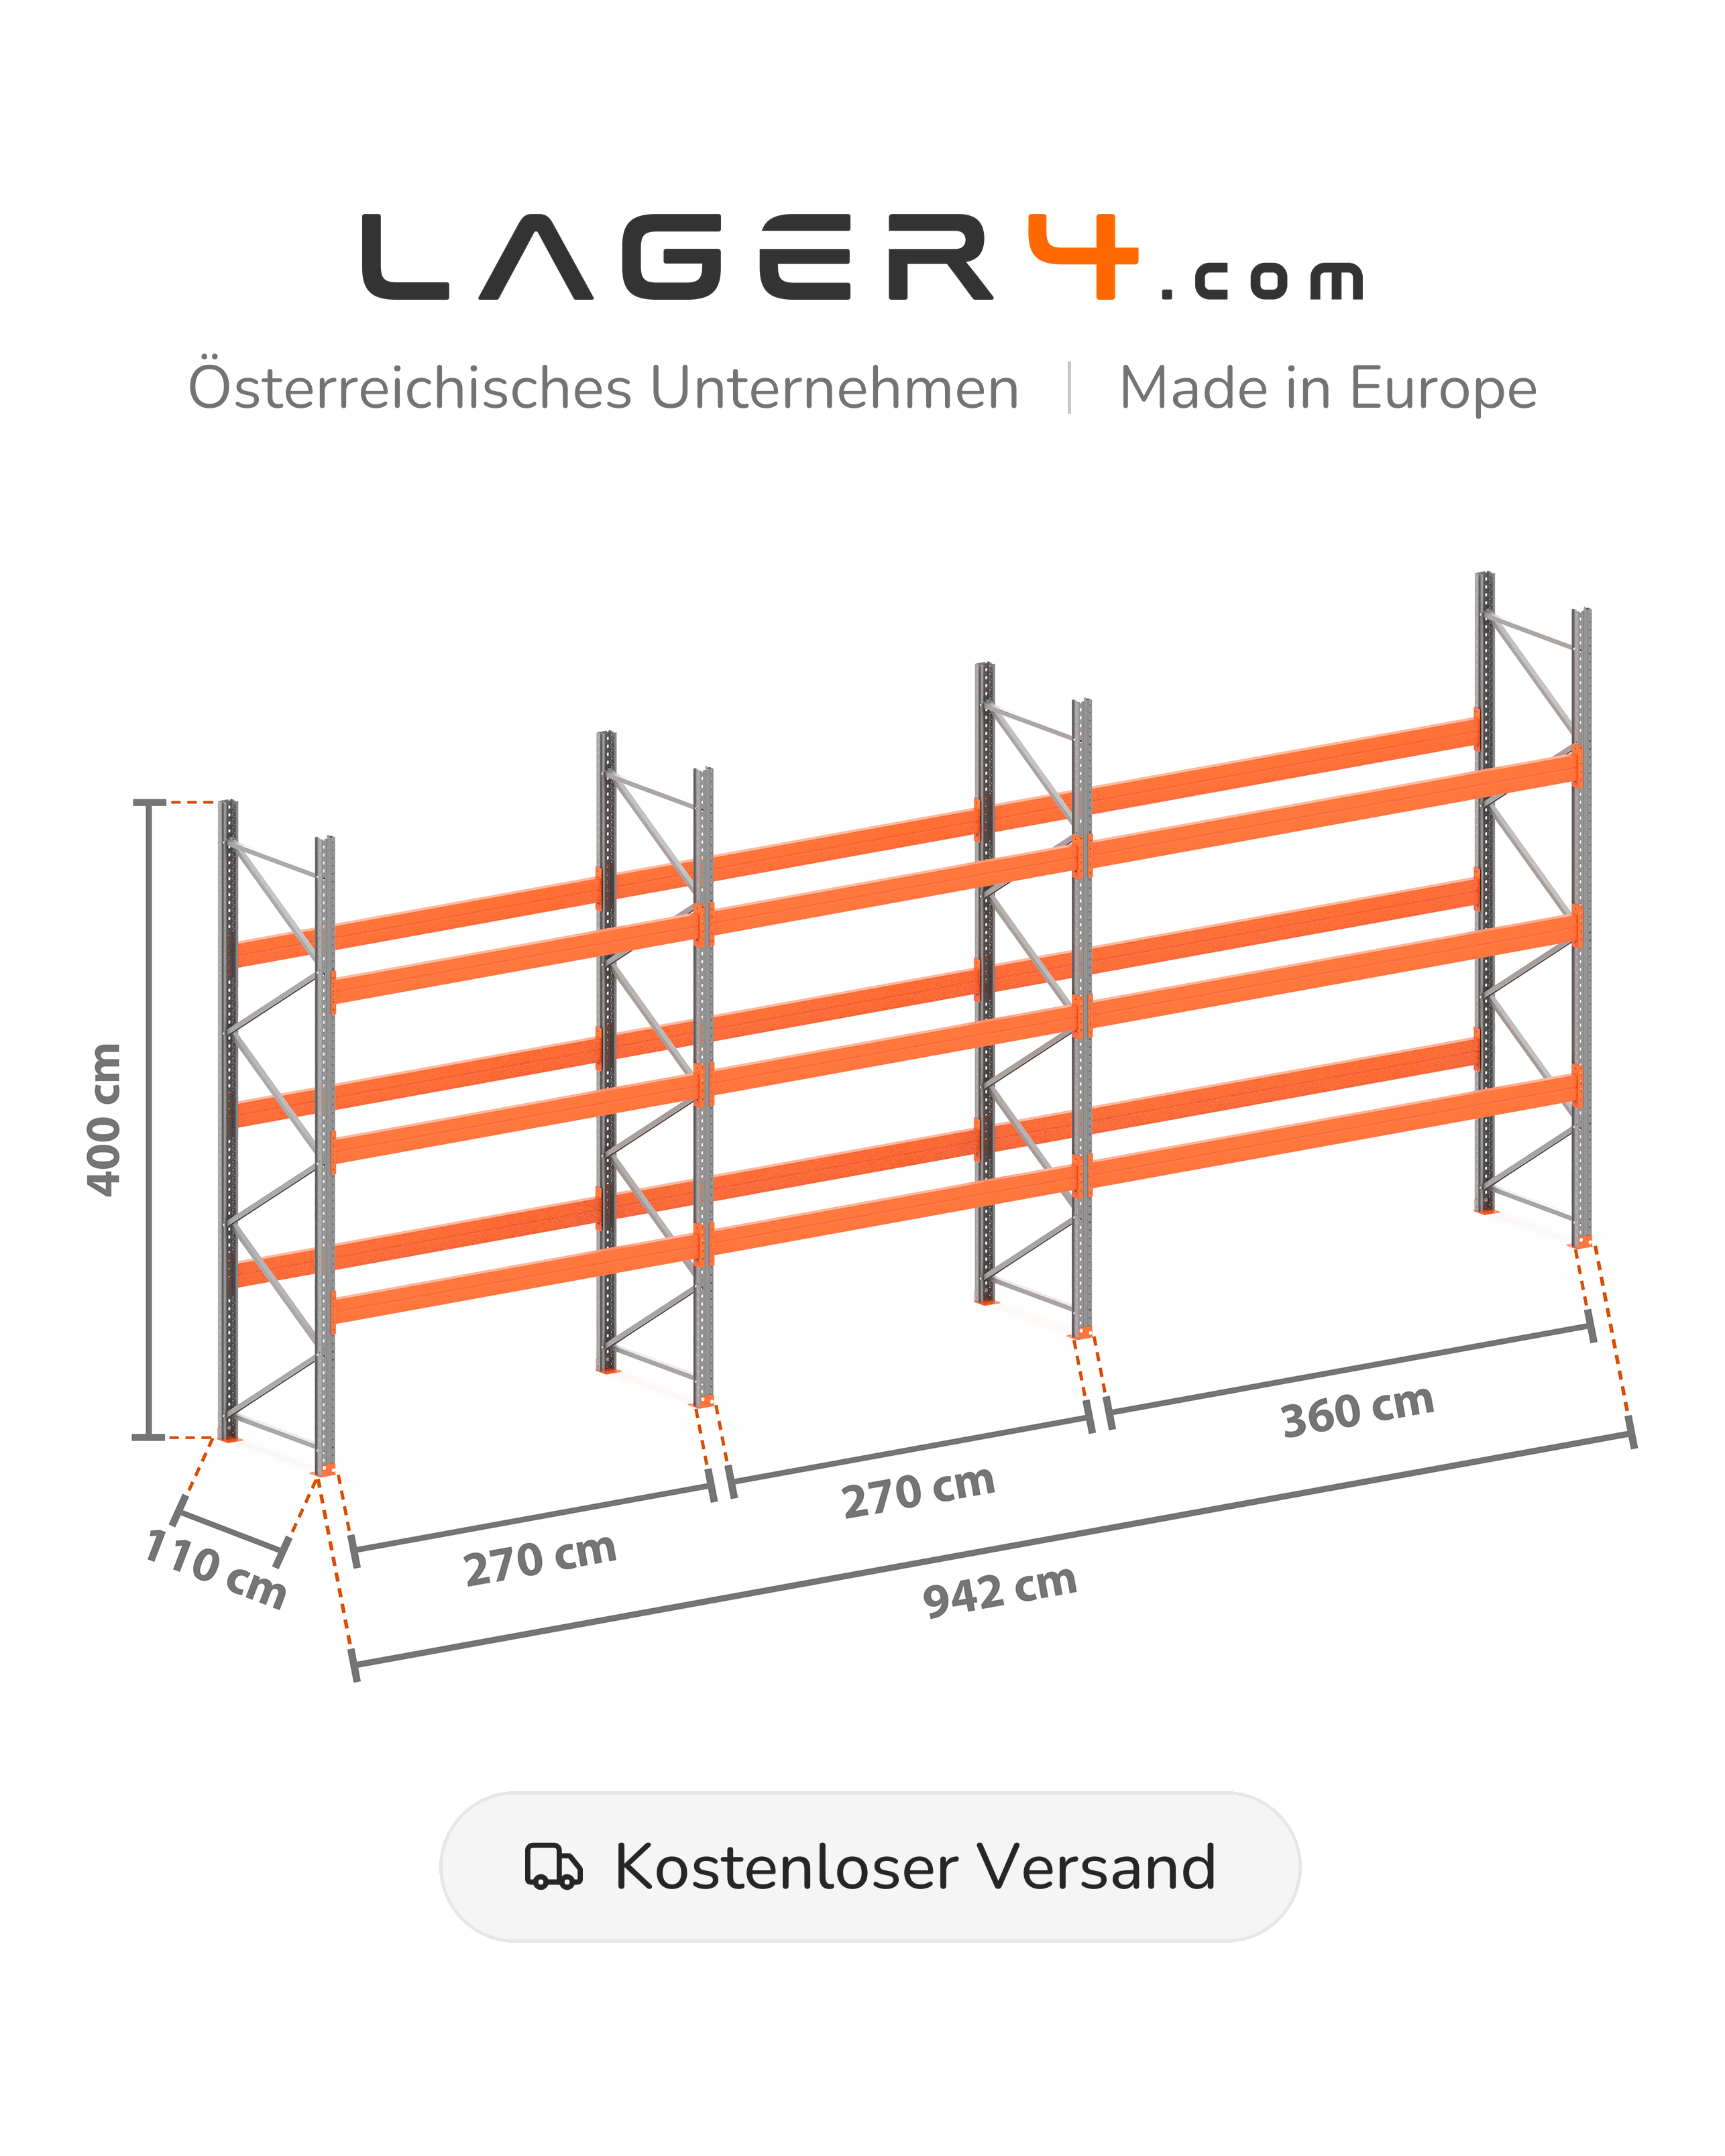 LAGER4.com
Österreichisches Unternehmen | Made in Europe
400 cm
110 cm
270 cm
270 cm
360 cm
942 cm
Kostenloser Versand